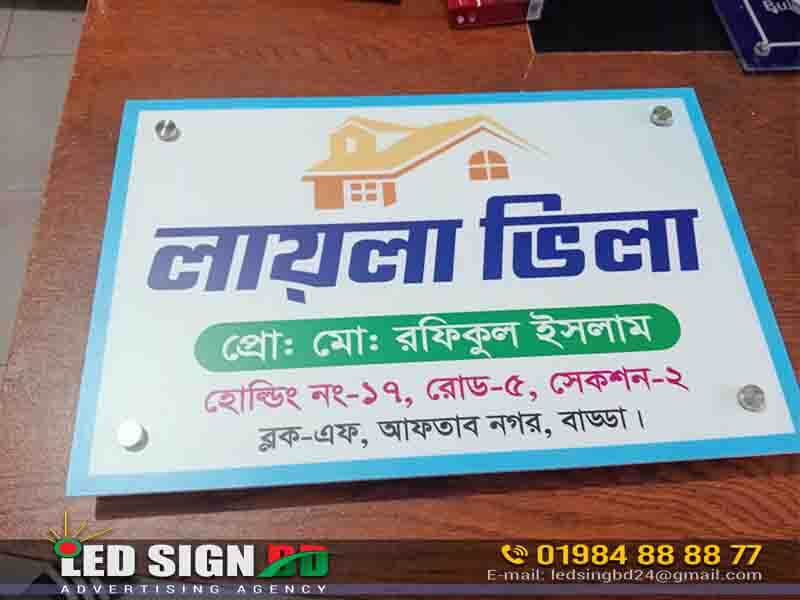 লায়লা ভিলা
প্রো: মো: রফিকুল ইসলাম
হোল্ডিং নং-১৭, রোড-৫, সেকশন-২
ব্লক-এফ, আফতাব নগর, বাড্ডা।
LED SIGN BD
ADVERTISING AGENCY
01984 88 88 77
E-mail: ledsingbd24@gmail.com